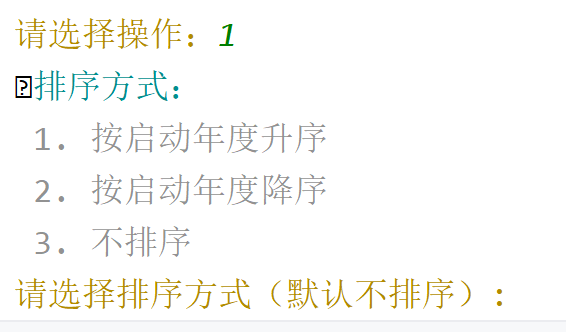 请选择操作：1
排序方式：
1. 按启动年度升序
2. 按启动年度降序
3. 不排序
请选择排序方式（默认不排序）：